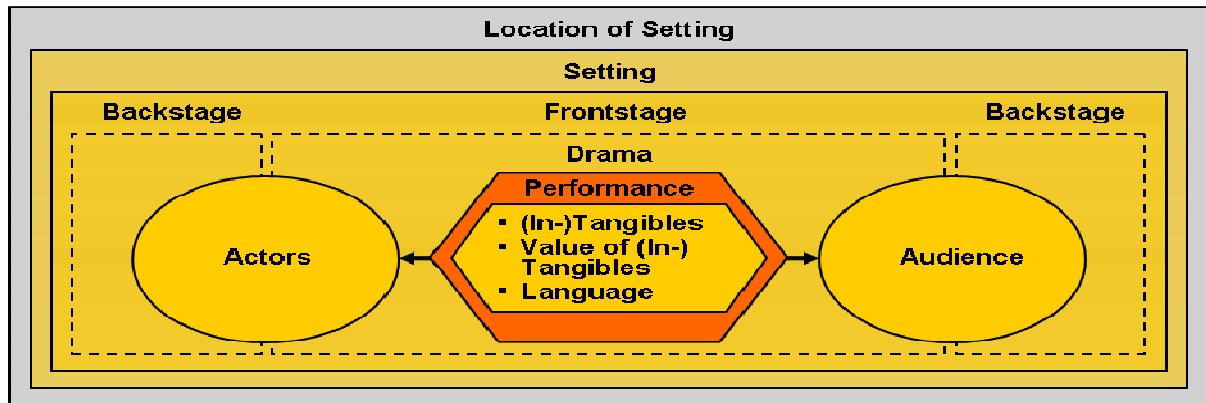 Location of Setting
Setting
Backstage Frontstage Backstage
Drama
Performance
▪ (In-)Tangibles
▪ Value of (In-)
Tangibles
▪ Language
Actors
Audience